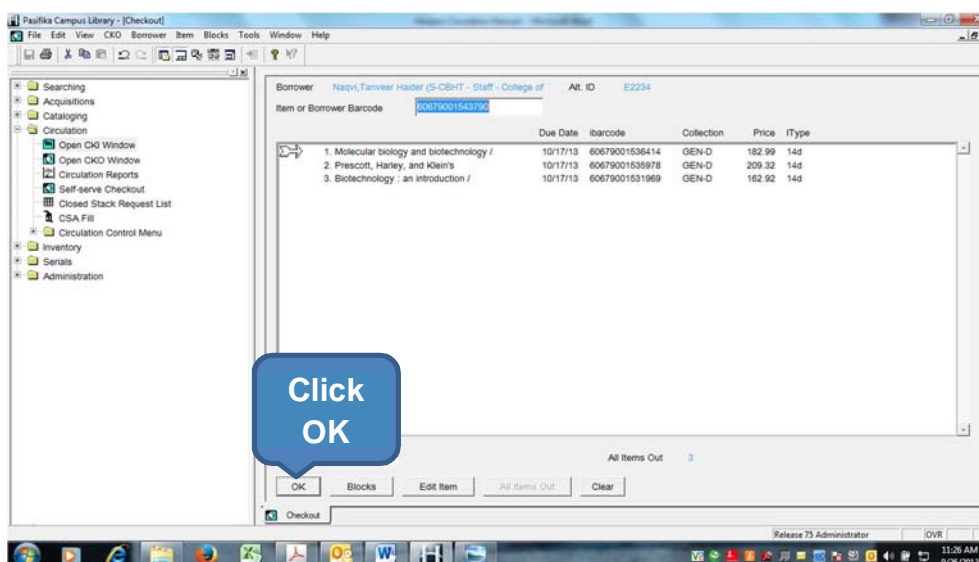 Pasifika Campus Library - [Checkout]
File Edit View CKO Borrower Item Blocks Tools Window Help
Searching
Acquisitions
Cataloging
Circulation
Open CKI Window
Open CKO Window
Circulation Reports
Self-serve Checkout
Closed Stack Request List
CSA Fill
Circulation Control Menu
Inventory
Serials
Administration
Borrower Naqvi,Tanveer Haider (S-CBHT - Staff - College of Alt. ID E2234
Item or Borrower Barcode 60679001543790
Due Date ibarcode Collection Price IType
1. Molecular biology and biotechnology / 10/17/13 60679001536414 GEN-D 182.99 14d
2. Prescott, Harley, and Klein's 10/17/13 60679001536978 GEN-D 209.32 14d
3. Biotechnology : an introduction / 10/17/13 60679001531969 GEN-D 162.92 14d
Click
OK
All Items Out 3
OK Blocks Edit Item All Items Out Clear
Checkout
Release 75 Administrator OVR
11:26 AM